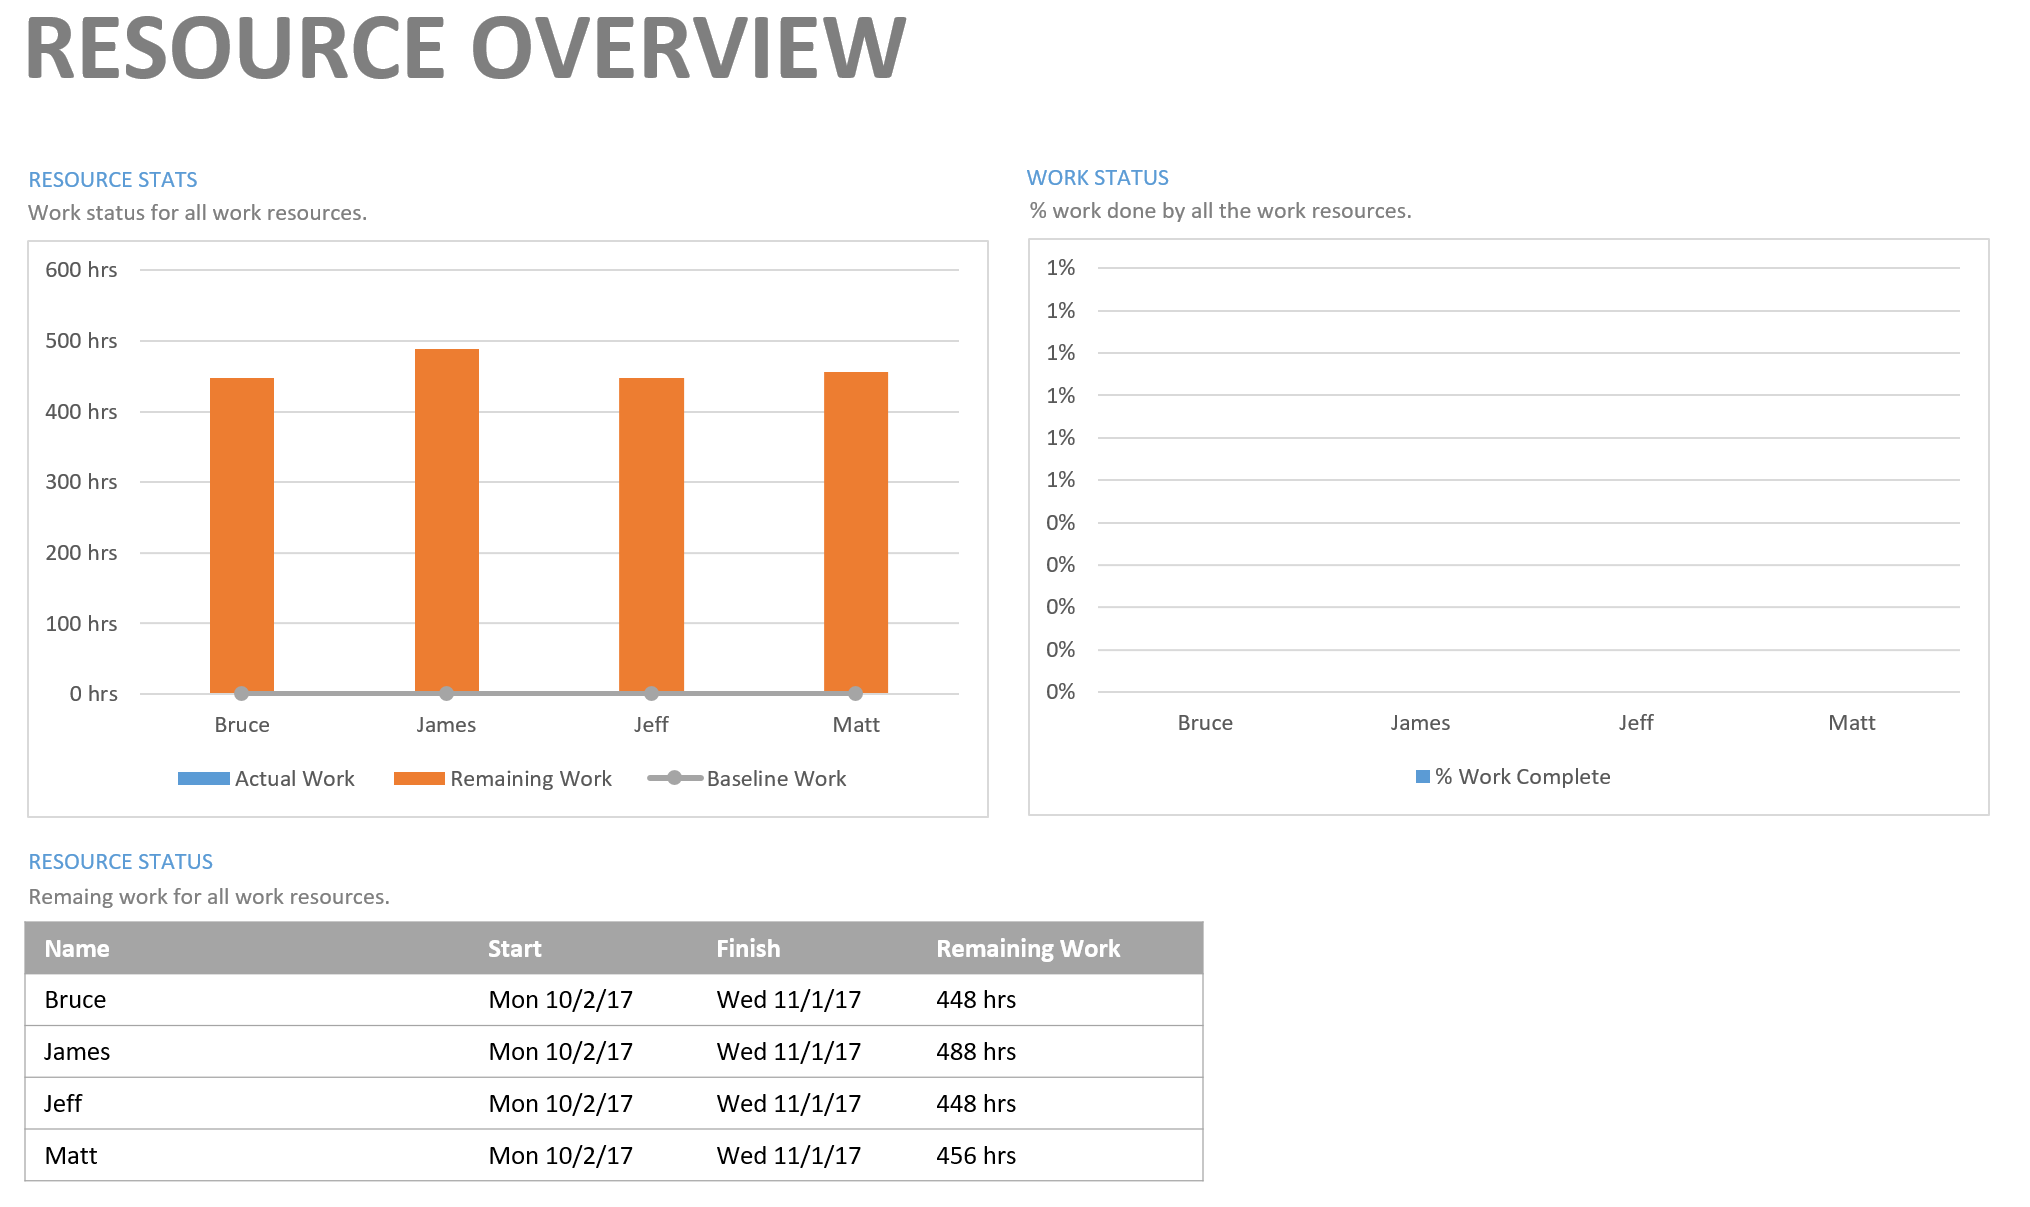 RESOURCE OVERVIEW
RESOURCE STATS
Work status for all work resources.
600 hrs
500 hrs
400 hrs
300 hrs
200 hrs
100 hrs
0 hrs
Bruce James Jeff Matt
Actual Work Remaining Work Baseline Work
WORK STATUS
% work done by all the work resources.
1%
1%
1%
1%
1%
1%
0%
0%
0%
0%
0%
Bruce James Jeff Matt
% Work Complete
RESOURCE STATUS
Remaing work for all work resources.
Name Start Finish Remaining Work
Bruce Mon 10/2/17 Wed 11/1/17 448 hrs
James Mon 10/2/17 Wed 11/1/17 488 hrs
Jeff Mon 10/2/17 Wed 11/1/17 448 hrs
Matt Mon 10/2/17 Wed 11/1/17 456 hrs